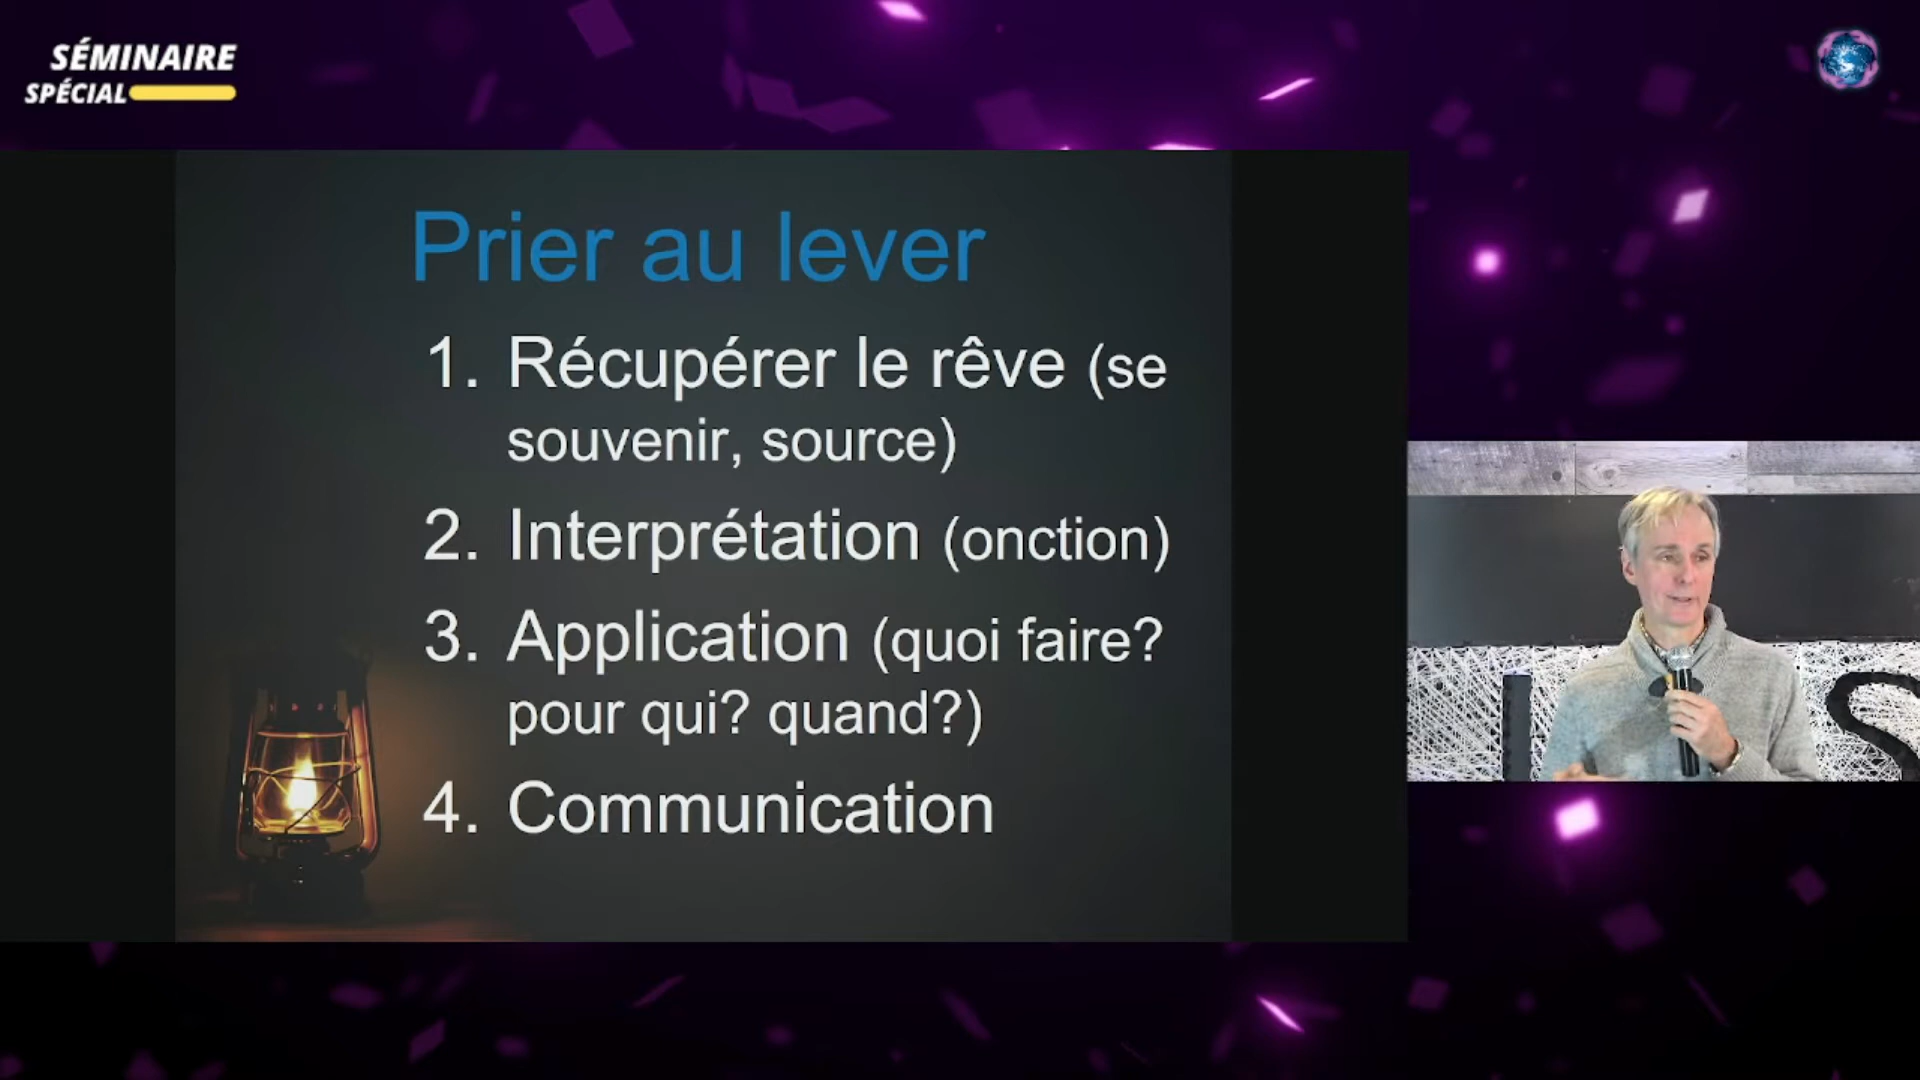 SÉMINAIRE
SPÉCIAL
Prier au lever
1. Récupérer le rêve (se
souvenir, source)
2. Interprétation (onction)
3. Application (quoi faire?
pour qui? quand?)
4. Communication